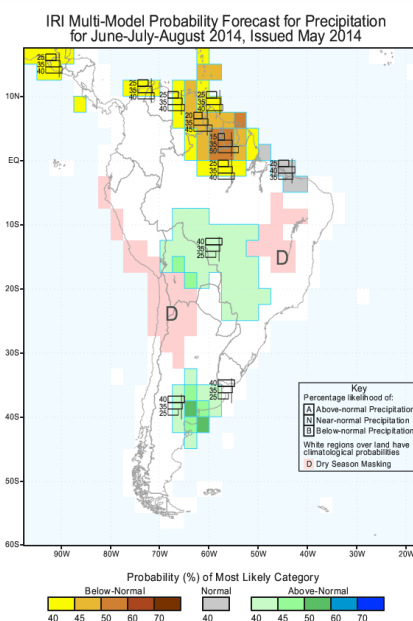 IRI Multi-Model Probability Forecast for Precipitation
for June-July-August 2014, Issued May 2014
10N
EQ
10S
20S
30S
40S
50S
60S
90W 80W 70W 60W 50W 40W 30W 20W
D
D
Key
Percentage likelihood of:
A Above-normal Precipitation
N Near-normal Precipitation
B Below-normal Precipitation
White regions over land have
climatological probabilities
D Dry Season Masking
Probability (%) of Most Likely Category
Below-Normal Normal Above-Normal
40 45 50 60 70 40 40 45 50 60 70